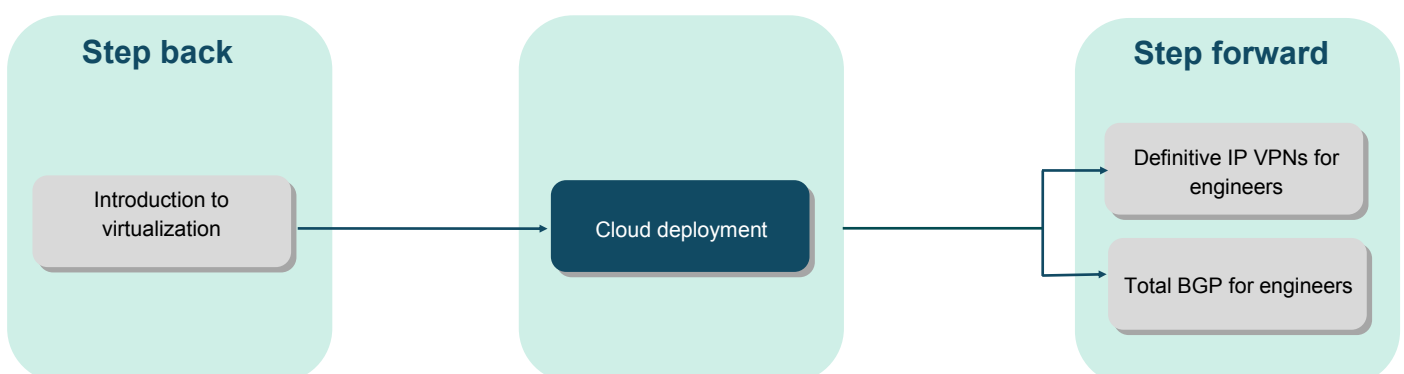 Step back
Introduction to
virtualization
Cloud deployment
Step forward
Definitive IP VPNs for
engineers
Total BGP for engineers